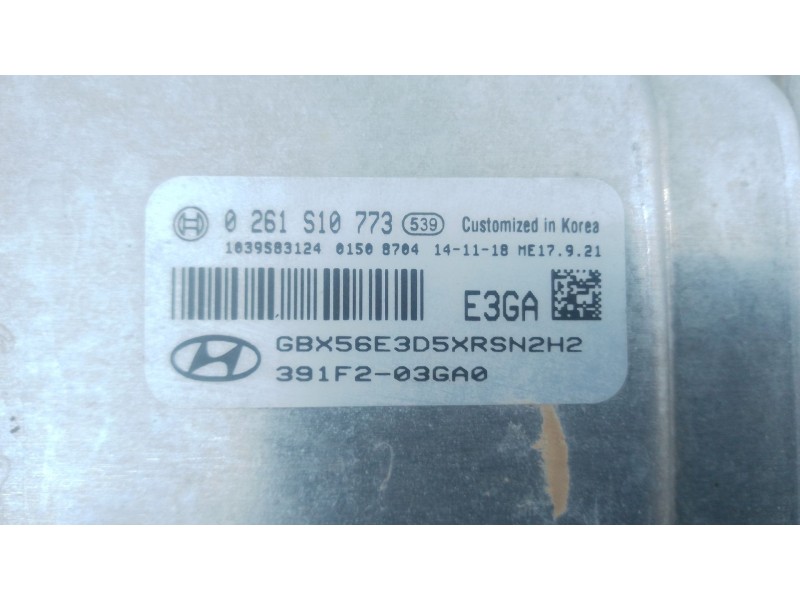 0 261 S10 773 539 Customized in Korea
1039S83124 0150 8704 14-11-18 ME17.9.21
E3GA
GBX56E3D5XRSN2H2
391F2-03GA0